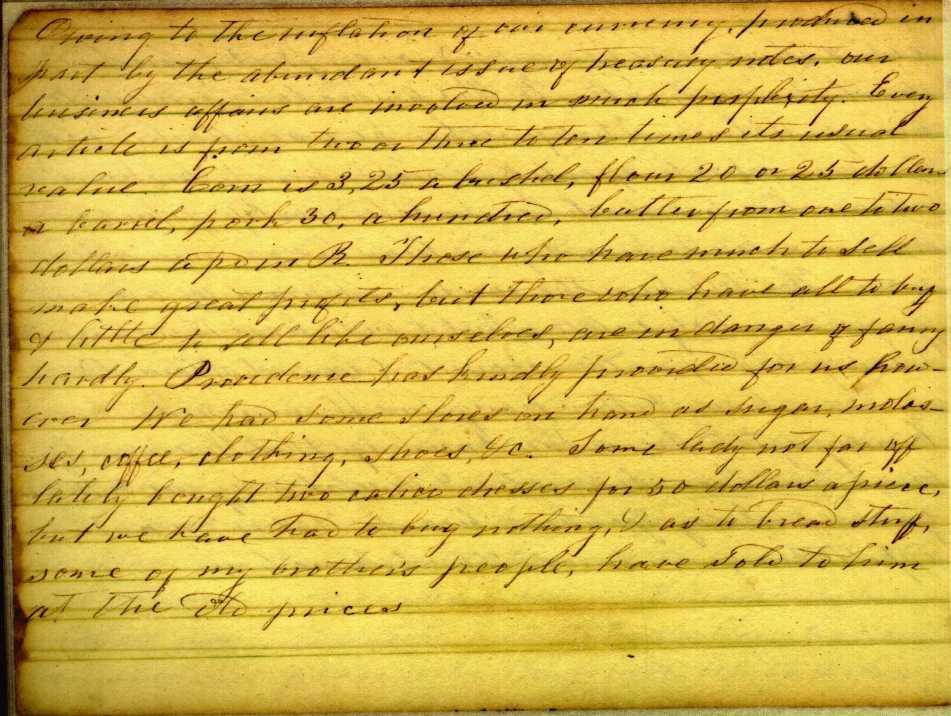 Owing to the inflation of our currency, produced in
part by the abundant issue of treasury notes, our
business affairs are involved in much perplexity. Every
article is from two or three to ten times its usual
value. Corn is 3,25 a bushel, flour 20 or 25 dollars
a barrel, pork 30, a hundred, butter from one to two
dollars a pound. Those who have much to sell
make great profits, but those who have all to buy
& little to sell like ourselves, are in danger of faring
hardly. Providence has kindly provided for us how-
ever. We had some stores on hand as sugar, molas-
ses, coffee, clothing, shoes, &c. Some lady not far off
lately bought two calico dresses for 50 dollars apiece,
but we have had to buy nothing, & as to bread stuff,
some of my brother's people, have sold to him
at the old prices